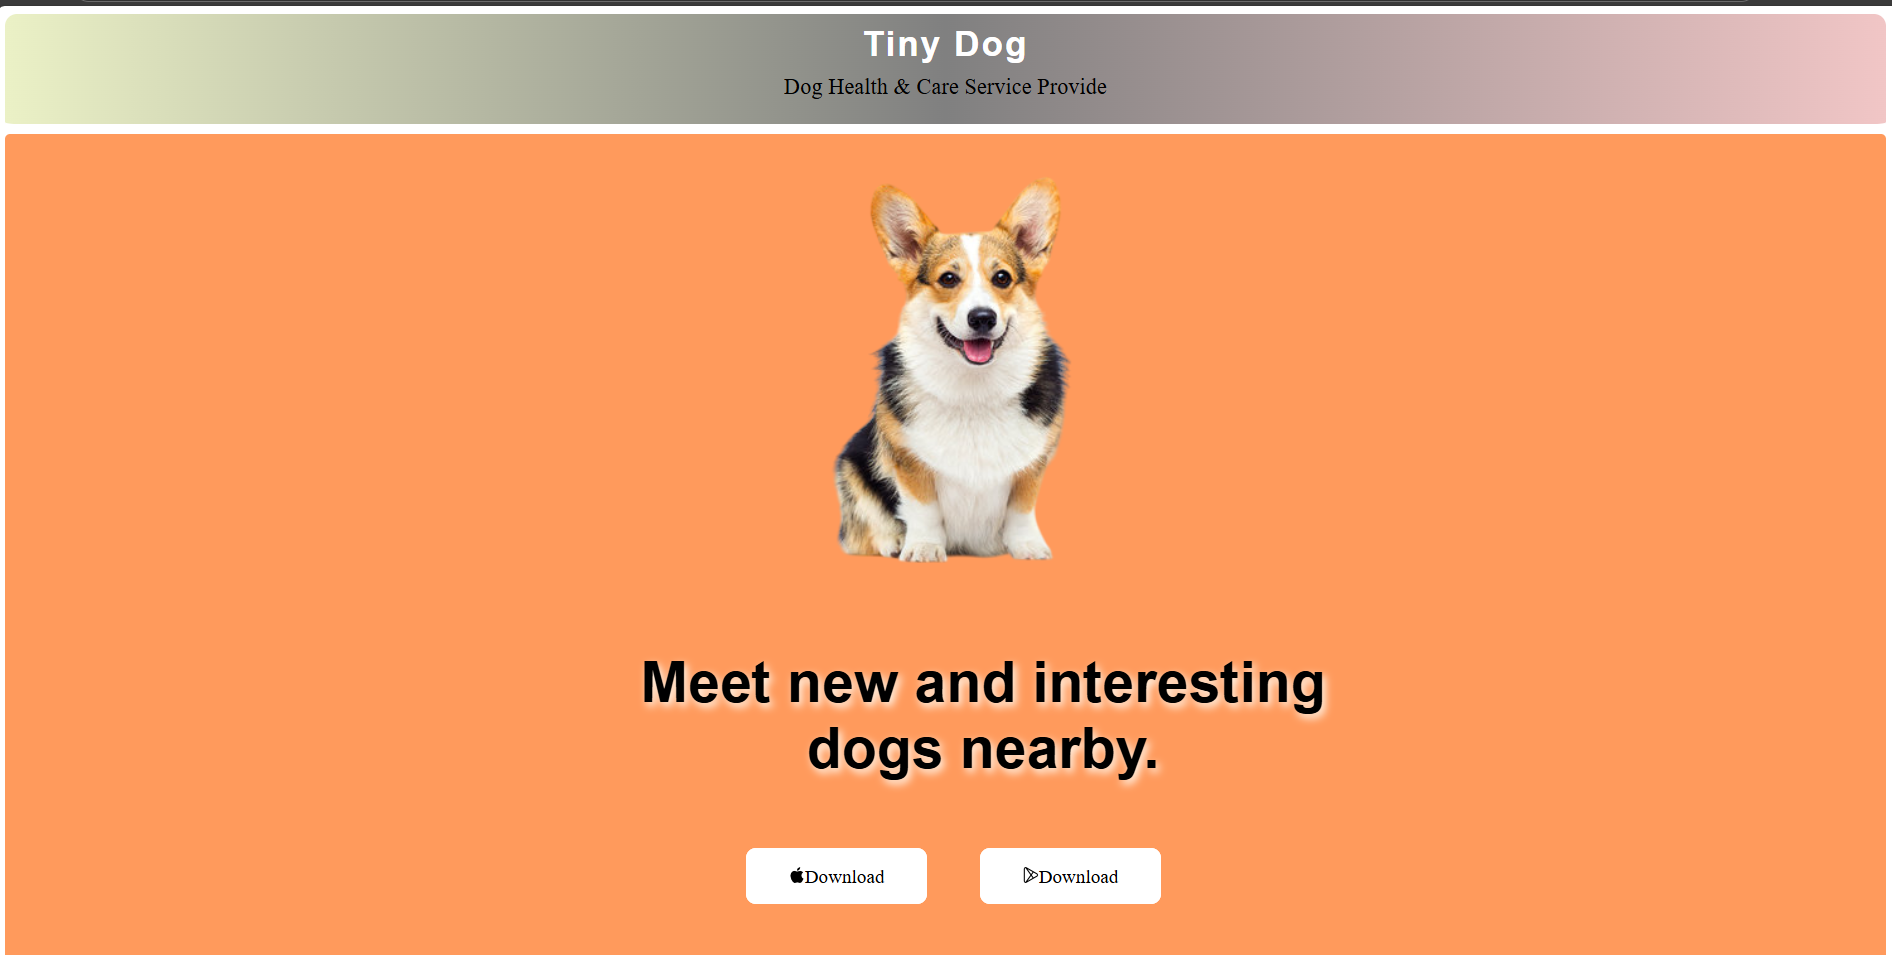 Tiny Dog
Dog Health & Care Service Provide
Meet new and interesting
dogs nearby.
Download
Download